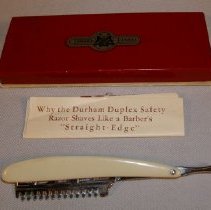 Why the Durham Duplex Safety
Razor Shaves Like a Barber's
"Straight-Edge"